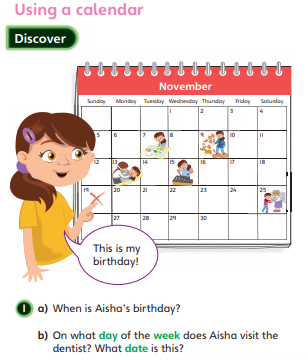 Using a calendar
Discover
November
Sunday Monday Tuesday Wednesday Thursday Friday Saturday
1 2 3 4
5 6 7 8 9 10 11
12 13 14 15 16 17 18
19 20 21 22 23 24 25
27 28 29 30
This is my
birthday!
1 a) When is Aisha's birthday?
b) On what day of the week does Aisha visit the
dentist? What date is this?